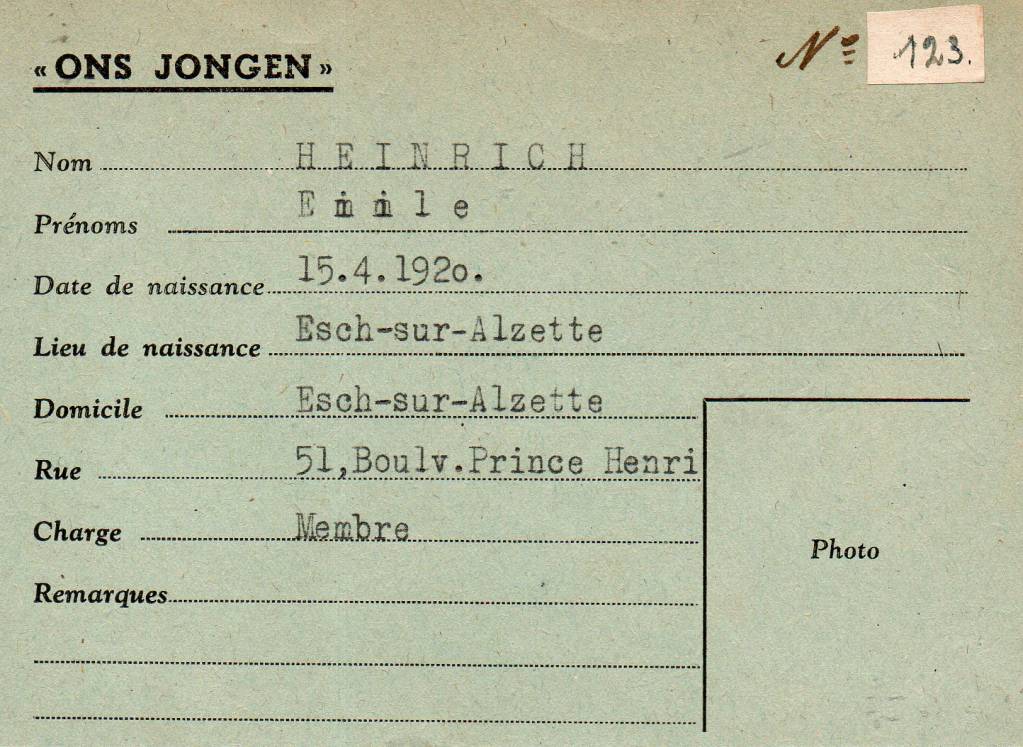 « ONS JONGEN »
Nº 123.
Nom HEINRICH
Prénoms Emile
Date de naissance 15.4.1920.
Lieu de naissance Esch-sur-Alzette
Domicile Esch-sur-Alzette
Rue 51,Boulv.Prince Henri
Charge Membre
Photo
Remarques